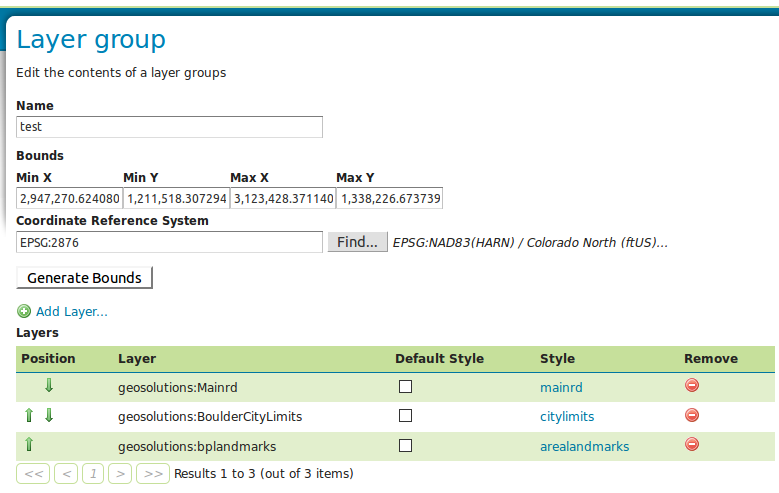 Layer group
Edit the contents of a layer groups
Name
test
Bounds
Min X Min Y Max X Max Y
2,947,270.624080 1,211,518.307294 3,123,428.371140 1,338,226.673739
Coordinate Reference System
EPSG:2876 Find... EPSG:NAD83(HARN) / Colorado North (ftUS)...
Generate Bounds
Add Layer...
Layers
Position Layer Default Style Style Remove
geosolutions:Mainrd mainrd
geosolutions:BoulderCityLimits citylimits
geosolutions:bplandmarks arealandmarks
<< < 1 > >> Results 1 to 3 (out of 3 items)